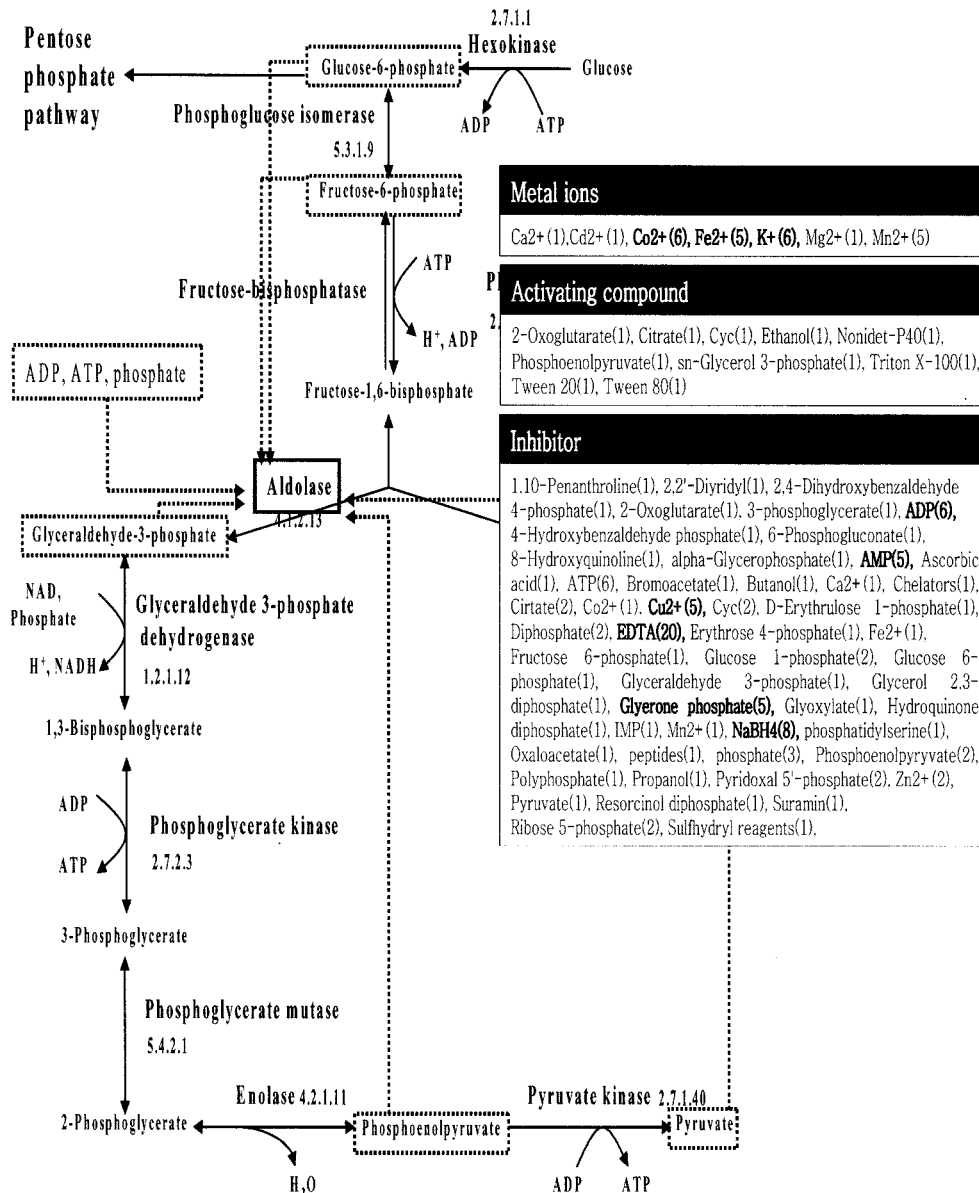 2.7.1.1
Hexokinase
Pentose
phosphate
pathway
Glucose-6-phosphate
Glucose
ADP
ATP
Phosphoglucose isomerase
5.3.1.9
Fructose-6-phosphate
ATP
Fructose-bisphosphatase
H⁺, ADP
ADP, ATP, phosphate
Fructose-1,6-bisphosphate
Aldolase
4.1.2.13
Glyceraldehyde-3-phosphate
NAD,
Phosphate
Glyceraldehyde 3-phosphate
dehydrogenase
H⁺, NADH
1.2.1.12
1,3-Bisphosphoglycerate
ADP
Phosphoglycerate kinase
ATP
2.7.2.3
3-Phosphoglycerate
Phosphoglycerate mutase
5.4.2.1
Enolase 4.2.1.11
Pyruvate kinase 2.7.1.40
2-Phosphoglycerate
Phosphoenolpyruvate
Pyruvate
H₂O
ADP
ATP
Metal ions
Ca2+(1),Cd2+(1), Co2+(6), Fe2+(5), K+(6), Mg2+(1), Mn2+(5)
Activating compound
2-Oxoglutarate(1), Citrate(1), Cyc(1), Ethanol(1), Nonidet-P40(1),
Phosphoenolpyruvate(1), sn-Glycerol 3-phosphate(1), Triton X-100(1),
Tween 20(1), Tween 80(1)
Inhibitor
1,10-Penanthroline(1), 2,2'-Diyridyl(1), 2,4-Dihydroxybenzaldehyde
4-phosphate(1), 2-Oxoglutarate(1), 3-phosphoglycerate(1), ADP(6),
4-Hydroxybenzaldehyde phosphate(1), 6-Phosphogluconate(1),
8-Hydroxyquinoline(1), alpha-Glycerophosphate(1), AMP(5), Ascorbic
acid(1), ATP(6), Bromoacetate(1), Butanol(1), Ca2+(1), Chelators(1),
Cirtate(2), Co2+(1), Cu2+(5), Cyc(2), D-Erythrulose 1-phosphate(1),
Diphosphate(2), EDTA(20), Erythrose 4-phosphate(1), Fe2+(1),
Fructose 6-phosphate(1), Glucose 1-phosphate(2), Glucose 6-
phosphate(1), Glyceraldehyde 3-phosphate(1), Glycerol 2,3-
diphosphate(1), Glyerone phosphate(5), Glyoxylate(1), Hydroquinone
diphosphate(1), IMP(1), Mn2+(1), NaBH4(8), phosphatidylserine(1),
Oxaloacetate(1), peptides(1), phosphate(3), Phosphoenolpyryvate(2),
Polyphosphate(1), Propanol(1), Pyridoxal 5'-phosphate(2), Zn2+(2),
Pyruvate(1), Resorcinol diphosphate(1), Suramin(1),
Ribose 5-phosphate(2), Sulfhydryl reagents(1),